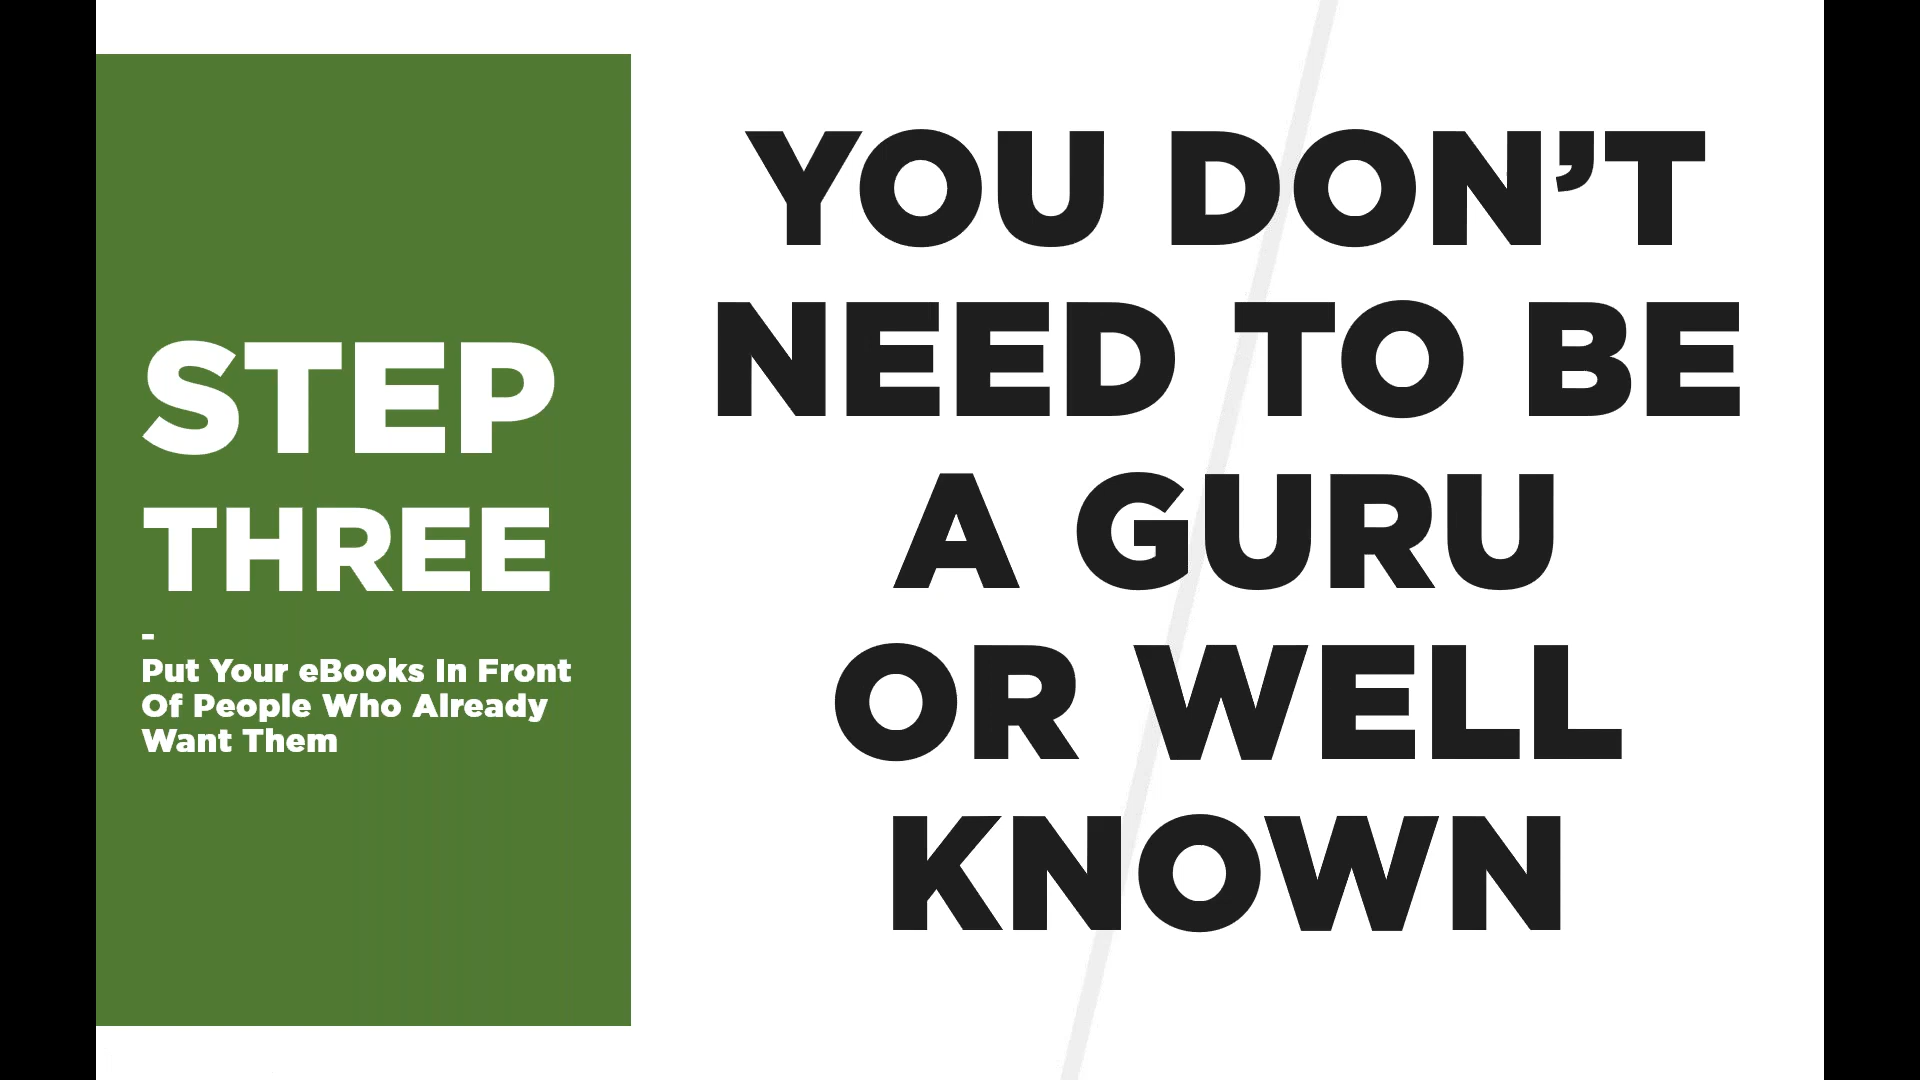 STEP
THREE
-
Put Your eBooks In Front
Of People Who Already
Want Them
YOU DON’T
NEED TO BE
A GURU
OR WELL
KNOWN